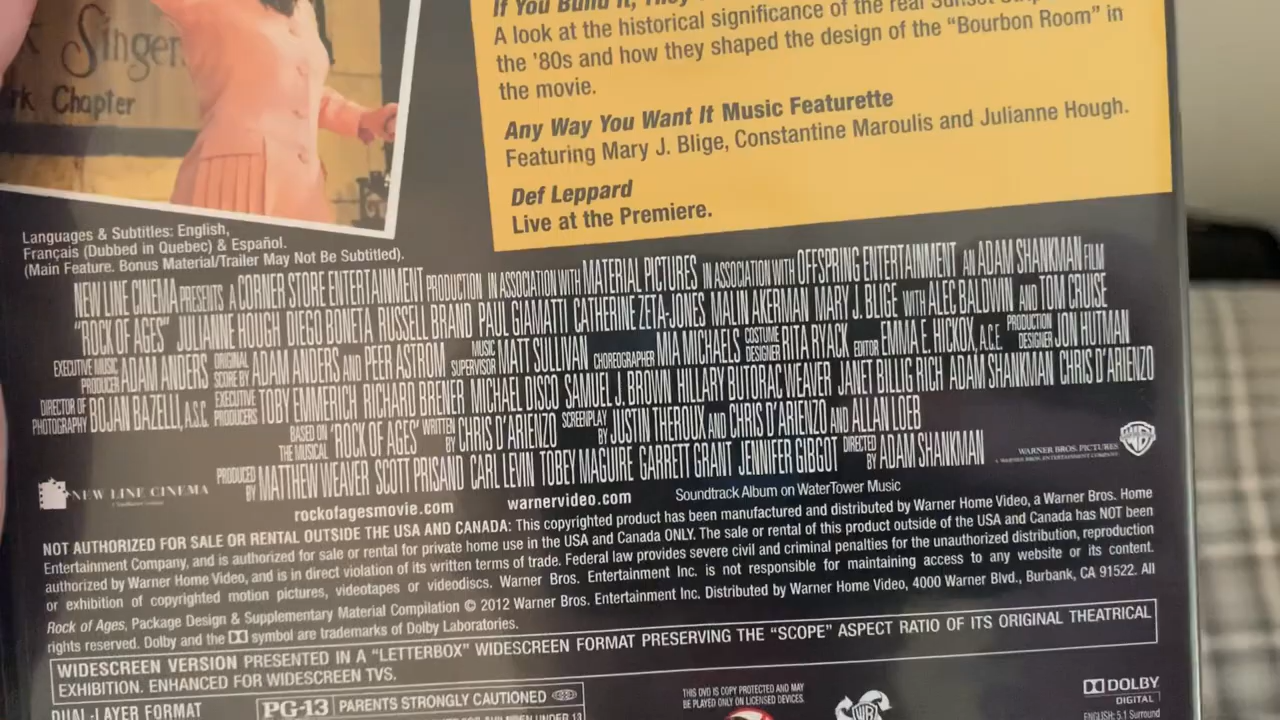 Singer
rk Chapter
If You Build It, They
A look at the historical significance of the real Sunset
the '80s and how they shaped the design of the "Bourbon Room" in
the movie.
Any Way You Want It Music Featurette
Featuring Mary J. Blige, Constantine Maroulis and Julianne Hough.
Def Leppard
Live at the Premiere.
Languages & Subtitles: English,
Français (Dubbed in Quebec) & Español.
(Main Feature. Bonus Material/Trailer May Not Be Subtitled).
NEW LINE CINEMA PRESENTS A CORNER STORE ENTERTAINMENT PRODUCTION IN ASSOCIATION WITH MATERIAL PICTURES IN ASSOCIATION WITH OFFSPRING ENTERTAINMENT AN ADAM SHANKMAN FILM
"ROCK OF AGES" JULIANNE HOUGH DIEGO BONETA RUSSELL BRAND PAUL GIAMATTI CATHERINE ZETA-JONES MALIN AKERMAN MARY J. BLIGE WITH ALEC BALDWIN AND TOM CRUISE
EXECUTIVE MUSIC PRODUCER ADAM ANDERS ORIGINAL SCORE BY ADAM ANDERS AND PEER ASTROM MUSIC SUPERVISOR MATT SULLIVAN CHOREOGRAPHER MIA MICHAELS COSTUME DESIGNER RITA RYACK EDITOR EMMA E. HICKOX, A.C.E. PRODUCTION DESIGNER JON HUTMAN
DIRECTOR OF PHOTOGRAPHY BOJAN BAZELLI, A.S.C. EXECUTIVE PRODUCERS TOBY EMMERICH RICHARD BRENER MICHAEL DISCO SAMUEL J. BROWN HILLARY BUTORAC WEAVER JANET BILLIG RICH ADAM SHANKMAN CHRIS D'ARIENZO
BASED ON THE MUSICAL 'ROCK OF AGES' WRITTEN BY CHRIS D'ARIENZO SCREENPLAY BY JUSTIN THEROUX AND CHRIS D'ARIENZO AND ALLAN LOEB
PRODUCED BY MATTHEW WEAVER SCOTT PRISAND CARL LEVIN TOBEY MAGUIRE GARRETT GRANT JENNIFER GIBGOT DIRECTED BY ADAM SHANKMAN
WARNER BROS. PICTURES
NEW LINE CINEMA
rockofagesmovie.com warnervideo.com Soundtrack Album on WaterTower Music
NOT AUTHORIZED FOR SALE OR RENTAL OUTSIDE THE USA AND CANADA: This copyrighted product has been manufactured and distributed by Warner Home Video, a Warner Bros. Home
Entertainment Company, and is authorized for sale or rental for private home use in the USA and Canada ONLY. The sale or rental of this product outside of the USA and Canada has NOT been
authorized by Warner Home Video, and is in direct violation of its written terms of trade. Federal law provides severe civil and criminal penalties for the unauthorized distribution, reproduction
or exhibition of copyrighted motion pictures, videotapes or videodiscs. Warner Bros. Entertainment Inc. is not responsible for maintaining access to any website or its content.
Rock of Ages, Package Design & Supplementary Material Compilation © 2012 Warner Bros. Entertainment Inc. Distributed by Warner Home Video, 4000 Warner Blvd., Burbank, CA 91522. All
rights reserved. Dolby and the DD symbol are trademarks of Dolby Laboratories.
WIDESCREEN VERSION PRESENTED IN A "LETTERBOX" WIDESCREEN FORMAT PRESERVING THE "SCOPE" ASPECT RATIO OF ITS ORIGINAL THEATRICAL
EXHIBITION. ENHANCED FOR WIDESCREEN TVS.
DUAL-LAYER FORMAT
PG-13 PARENTS STRONGLY CAUTIONED
THIS DVD IS COPY PROTECTED AND MAY
BE PLAYED ONLY ON LICENSED DEVICES.
WB
DOLBY
DIGITAL
ENGLISH: 5.1 Surround